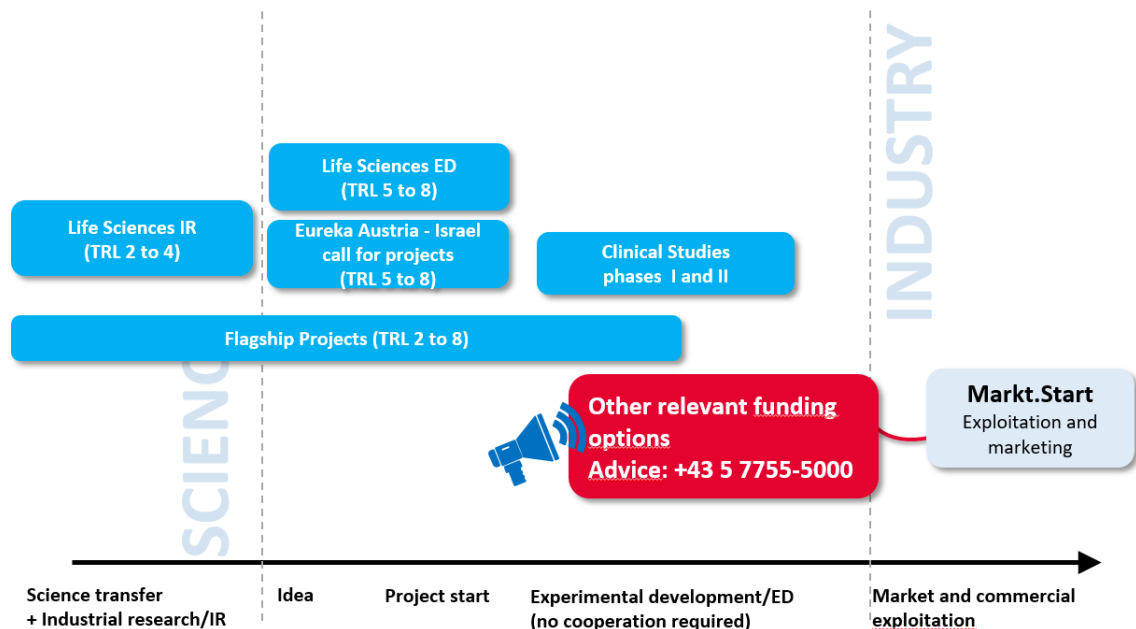 INDUSTRY
Life Sciences ED
(TRL 5 to 8)
Life Sciences IR
(TRL 2 to 4)
Eureka Austria - Israel
call for projects
(TRL 5 to 8)
Clinical Studies
phases I and II
Flagship Projects (TRL 2 to 8)
SCIENC
Other relevant funding
options
Advice: +43 5 7755-5000
Markt.Start
Exploitation and
marketing
Science transfer
+ Industrial research/IR
Idea
Project start
Experimental development/ED
(no cooperation required)
Market and commercial
exploitation